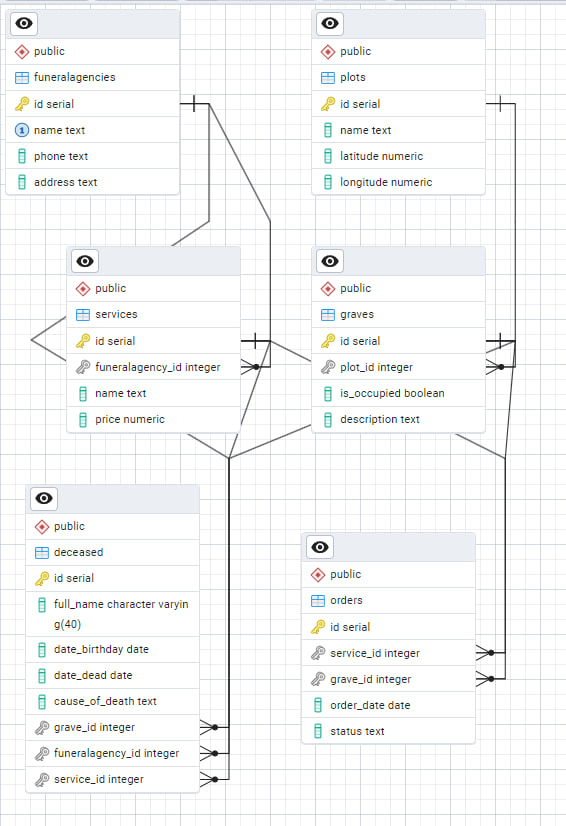 public
funeralagencies
id serial
1
name text
phone text
address text
public
plots
id serial
name text
latitude numeric
longitude numeric
public
services
id serial
funeralagency_id integer
name text
price numeric
public
graves
id serial
plot_id integer
is_occupied boolean
description text
public
deceased
id serial
full_name character varyin
g(40)
date_birthday date
date_dead date
cause_of_death text
grave_id integer
funeralagency_id integer
service_id integer
public
orders
id serial
service_id integer
grave_id integer
order_date date
status text